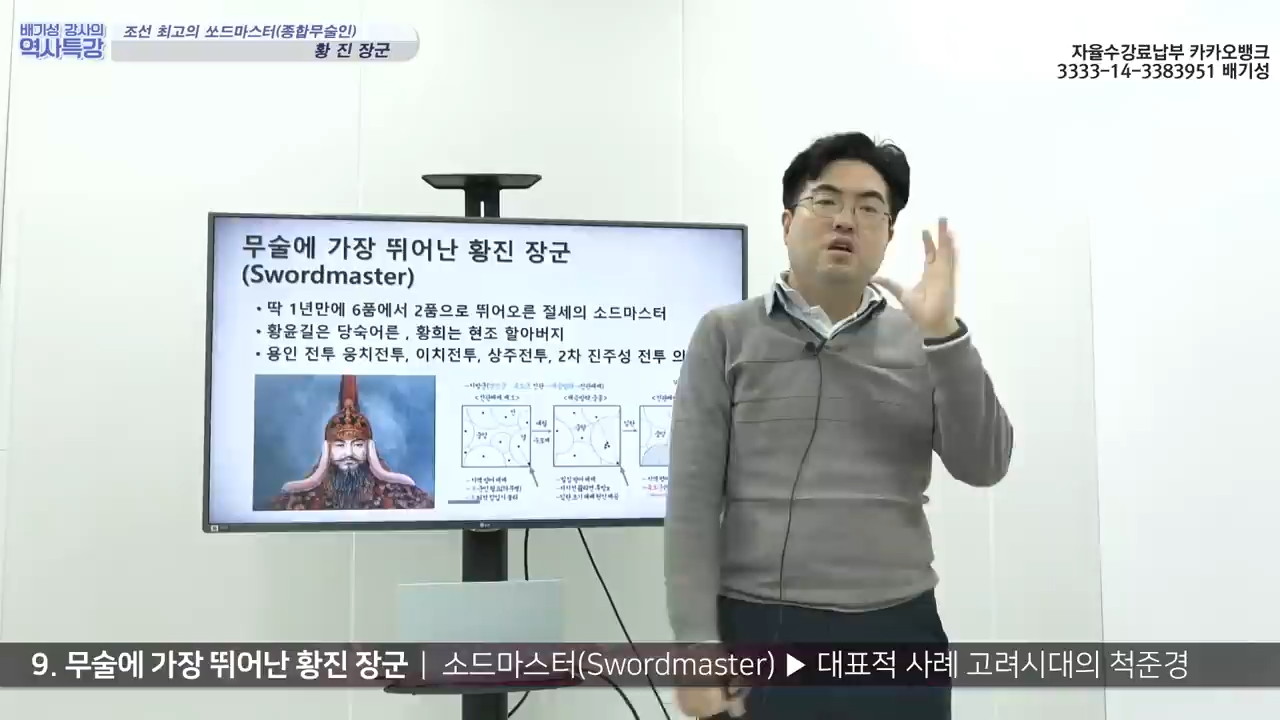 배기성 강사의
역사특강
조선 최고의 쏘드마스터(종합무술인)
황 진 장군
자율수강료납부 카카오뱅크
3333-14-3383951 배기성
무술에 가장 뛰어난 황진 장군
(Swordmaster)
• 딱 1년만에 6품에서 2품으로 뛰어오른 절세의 소드마스터
• 황윤길은 당숙어른 , 황희는 현조 할아버지
• 용인 전투 웅치전투, 이치전투, 상주전투, 2차 진주성 전투 의
9. 무술에 가장 뛰어난 황진 장군 | 소드마스터(Swordmaster) ▶ 대표적 사례 고려시대의 척준경